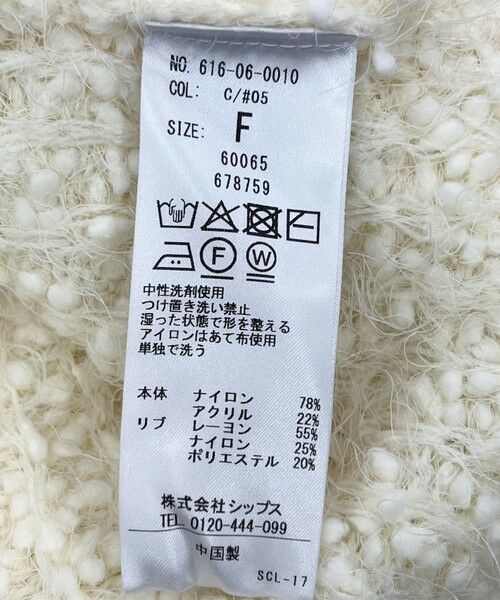 NO. 616-06-0010
COL: C/#05
SIZE: F
60065
678759
F W
中性洗剤使用
つけ置き洗い禁止
湿った状態で形を整える
アイロンはあて布使用
単独で洗う
本体 ナイロン 78%
アクリル 22%
リブ レーヨン 55%
ナイロン 25%
ポリエステル 20%
株式会社シップス
TEL. 0120-444-099
中国製
SCL-17